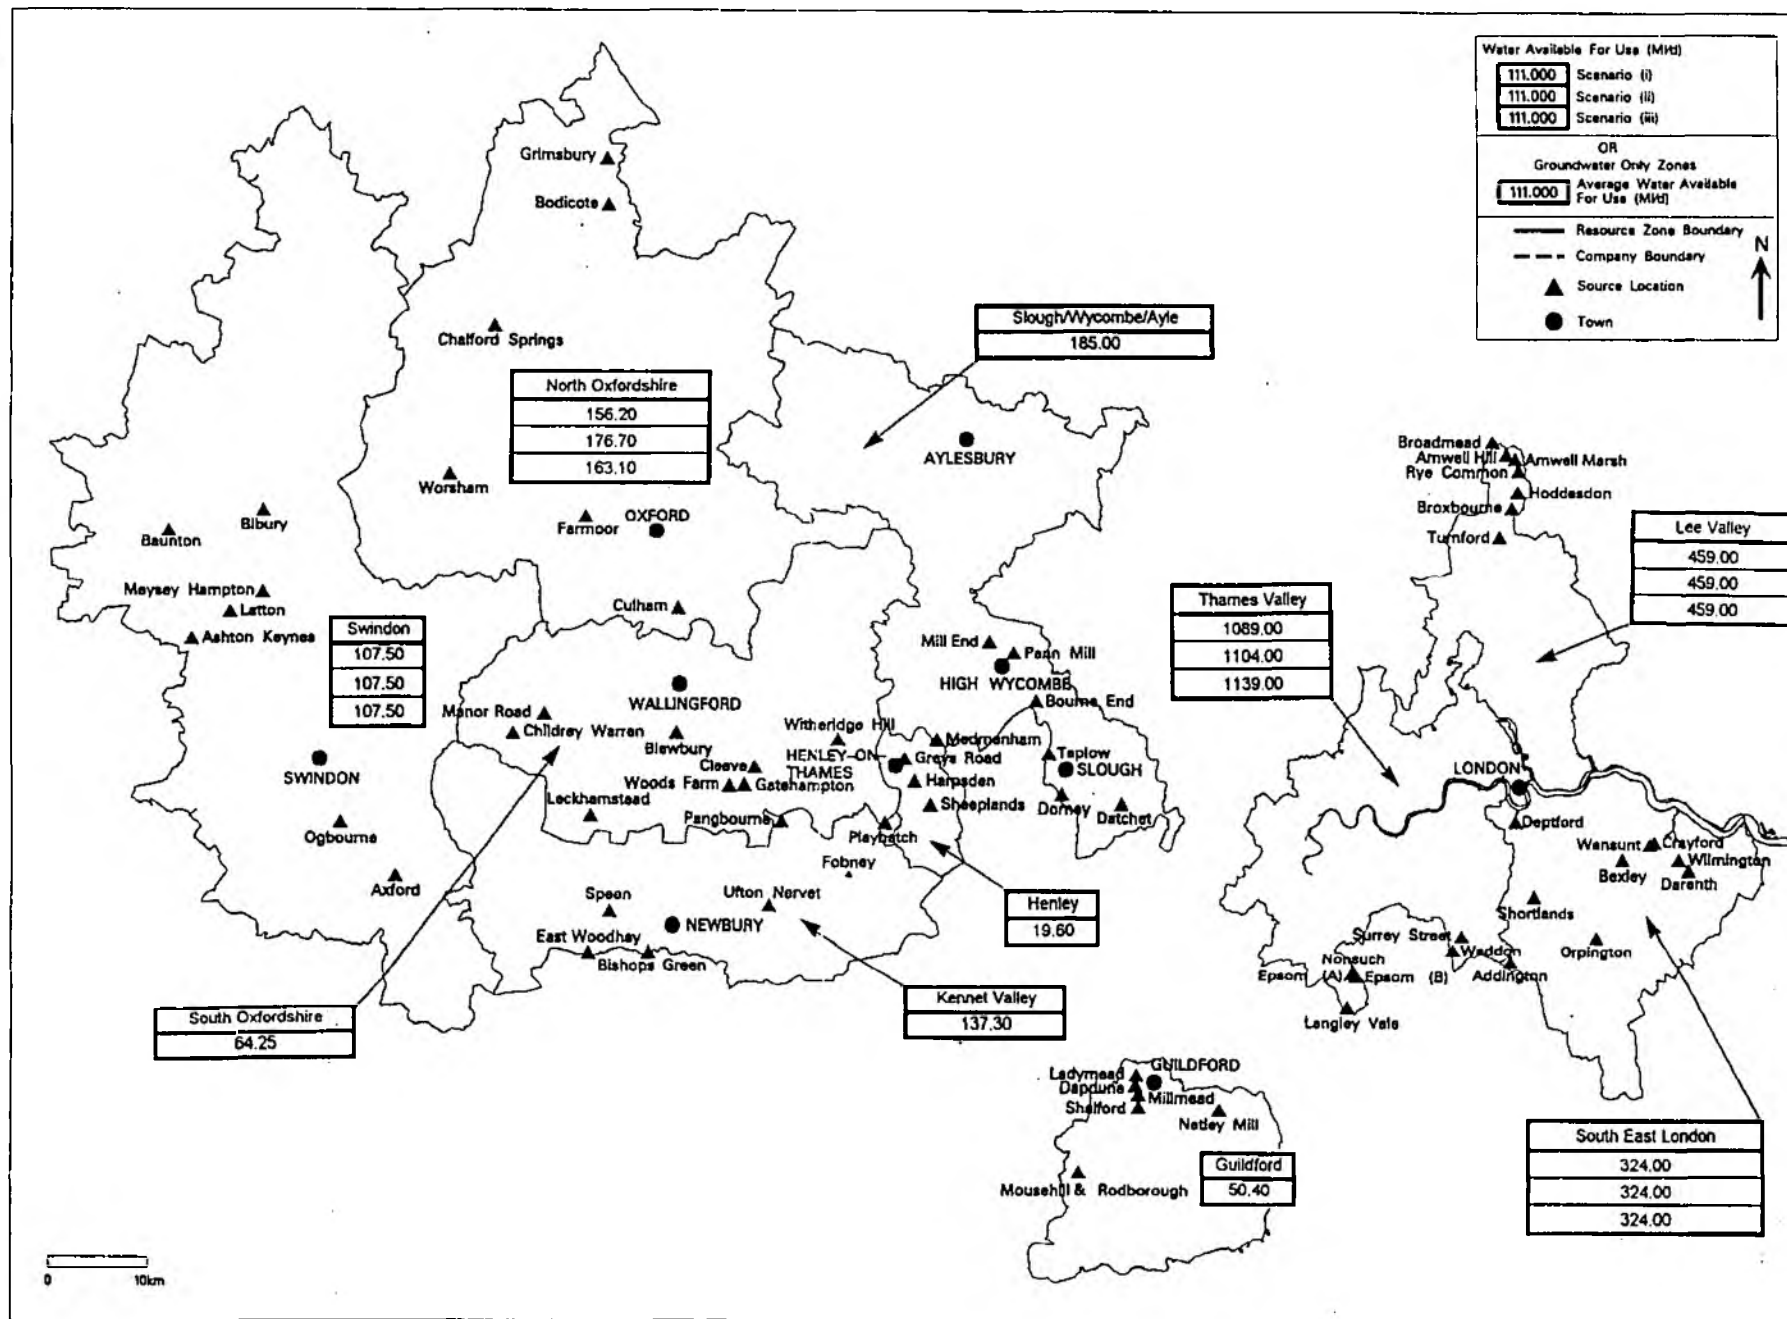 Water Available For Use (Ml/d)
111.000 Scenario (i)
111.000 Scenario (ii)
111.000 Scenario (iii)
OR
Groundwater Only Zones
111.000 Average Water Available
For Use (Ml/d)
Resource Zone Boundary
Company Boundary
Source Location
Town
N
Grimsbury
Bodicote
Chalford Springs
Slough/Wycombe/Ayle
185.00
North Oxfordshire
156.20
176.70
163.10
AYLESBURY
Worsham
Farmoor
OXFORD
Bibury
Baunton
Meysey Hampton
Latton
Ashton Keynes
Culham
Swindon
107.50
107.50
107.50
SWINDON
Ogbourne
Axford
Manor Road
Childrey Warren
WALLINGFORD
Blewbury
Cleeve
Woods Farm
Gatehampton
Leckhamstead
Pangbourne
Witheridge Hill
HENLEY-ON-
THAMES
Mill End
Pann Mill
HIGH WYCOMBE
Bourne End
Medmenham
Greys Road
Harpsden
Sheeplands
Playhatch
Fobney
Taplow
SLOUGH
Dorney
Datchet
Speen
NEWBURY
Ufton Nervet
East Woodhay
Bishops Green
Henley
19.60
Kennet Valley
137.30
South Oxfordshire
64.25
Broadmead
Amwell Hill
Amwell Marsh
Rye Common
Hoddesdon
Broxbourne
Turnford
Lee Valley
459.00
459.00
459.00
Thames Valley
1089.00
1104.00
1139.00
LONDON
Deptford
Wansunt
Crayford
Wilmington
Bexley
Darenth
Shortlands
Orpington
Surrey Street
Waddon
Addington
Nonsuch
Epsom (A)
Epsom (B)
Langley Vale
South East London
324.00
324.00
324.00
Ladymead
GUILDFORD
Dapdune
Millmead
Shalford
Netley Mill
Mousehill & Rodborough
Guildford
50.40
0
10km